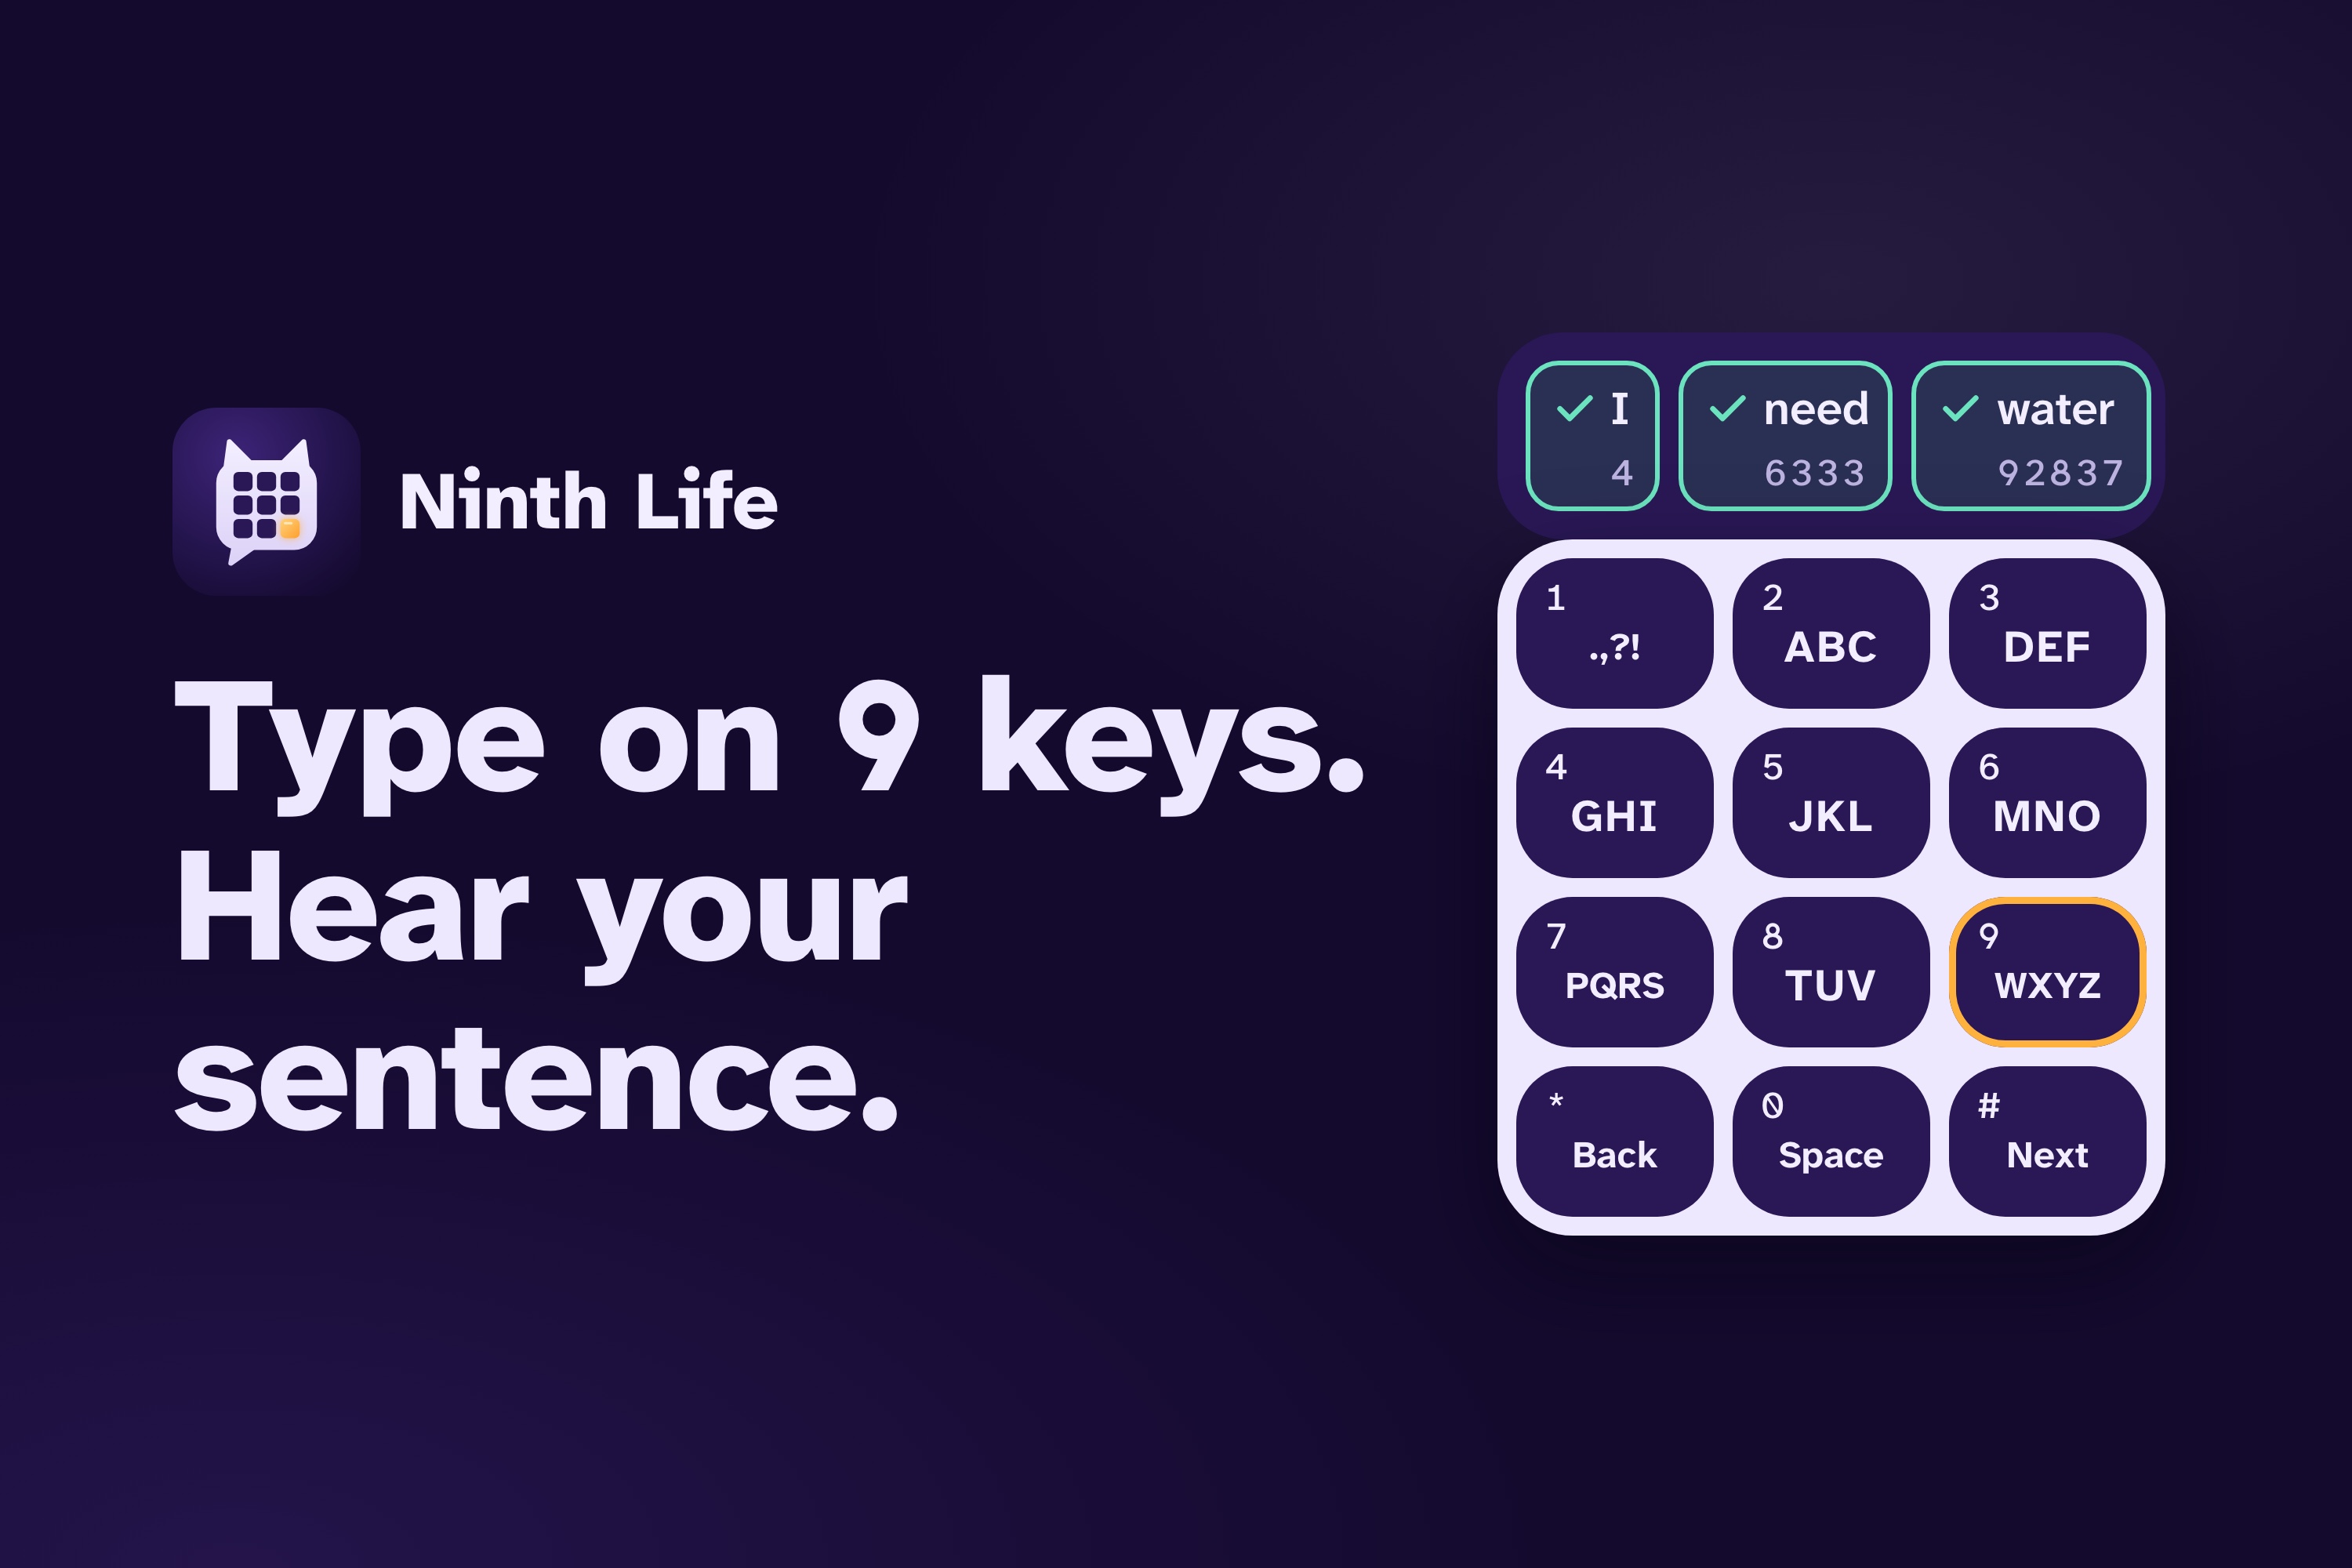 Ninth Life
Type on 9 keys.
Hear your
sentence.
I need water
4 6333 92837
1 2 3
.,?! ABC DEF
4 5 6
GHI JKL MNO
7 8 9
PQRS TUV WXYZ
* 0 #
Back Space Next